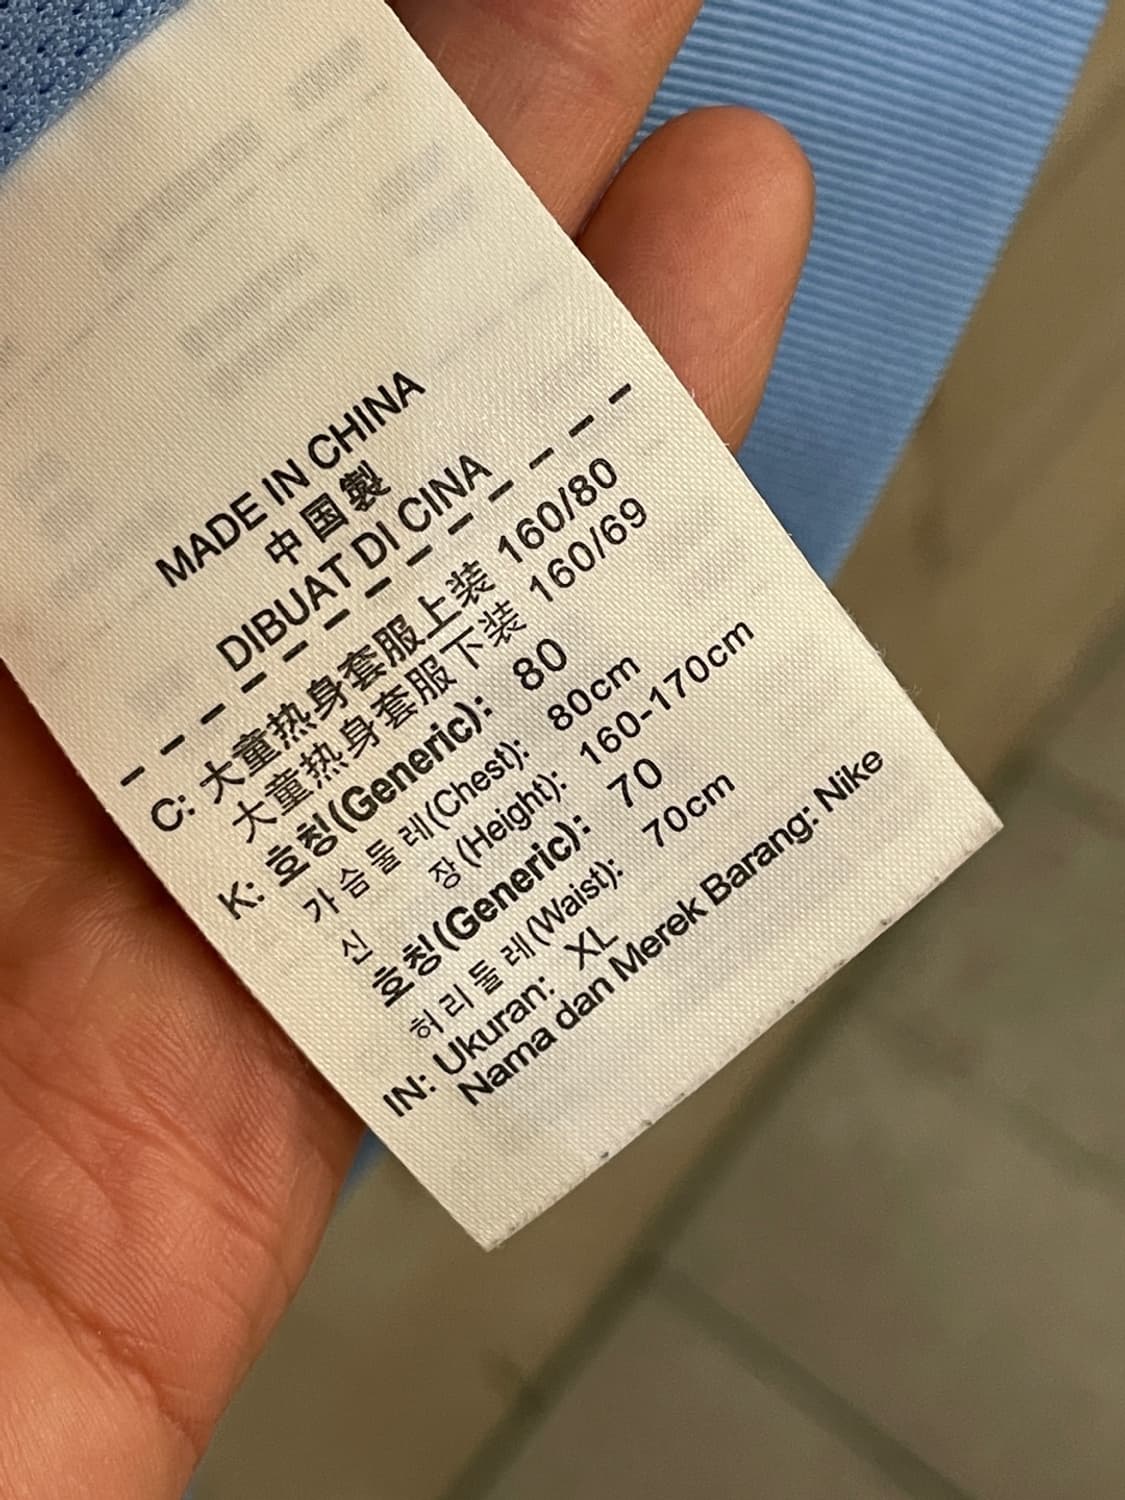 MADE IN CHINA
中国製
DIBUAT DI CINA
C: 大童热身套服上装 160/80
大童热身套服下装 160/69
K: 호칭(Generic): 80
가슴둘레(Chest): 80cm
신 장(Height): 160-170cm
호칭(Generic): 70
허리둘레(Waist): 70cm
IN: Ukuran: XL
Nama dan Merek Barang: Nike